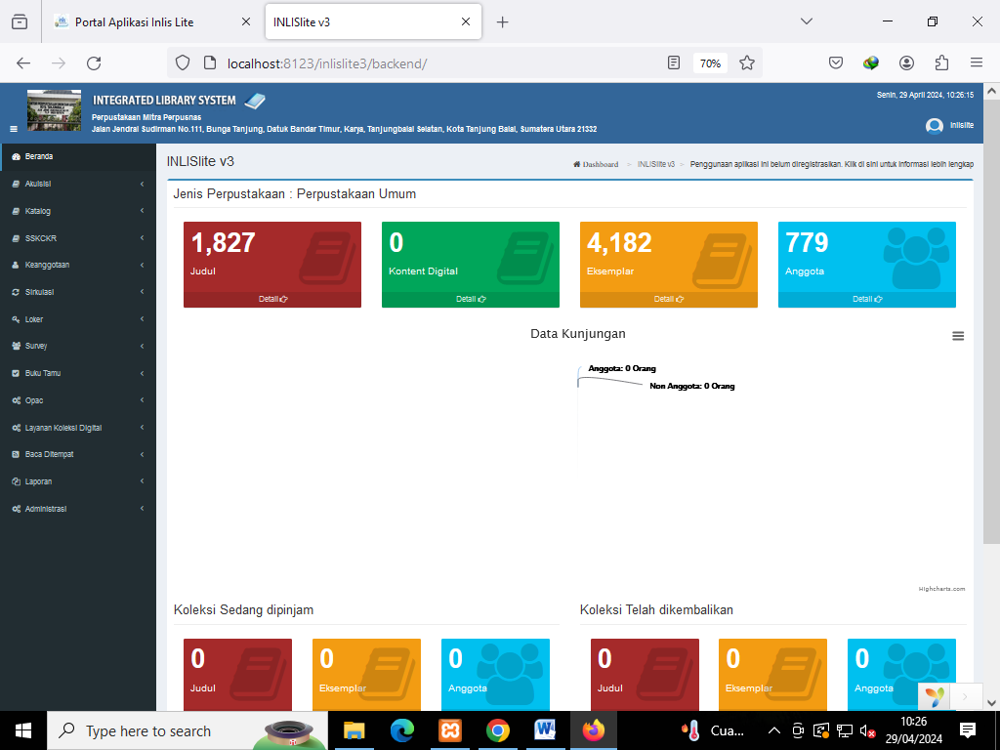 Portal Aplikasi Inlis Lite
INLISlite v3
localhost:8123/inlislite3/backend/
70%
INTEGRATED LIBRARY SYSTEM
Perpustakaan Mitra Perpusnas
Jalan Jendral Sudirman No.111, Bunga Tanjung, Datuk Bandar Timur, Karya, Tanjungbalai Selatan, Kota Tanjung Balai, Sumatera Utara 21332
Senin, 29 April 2024, 10:26:15
inlislite
Beranda
Akuisisi
Katalog
SSKCKR
Keanggotaan
Sirkulasi
Loker
Survey
Buku Tamu
Opac
Layanan Koleksi Digital
Baca Ditempat
Laporan
Administrasi
INLISlite v3
Dashboard > INLISlite v3 > Penggunaan aplikasi ini belum diregistrasikan. Klik di sini untuk informasi lebih lengkap
Jenis Perpustakaan : Perpustakaan Umum
1,827
Judul
Detail
0
Kontent Digital
Detail
4,182
Eksemplar
Detail
779
Anggota
Detail
Data Kunjungan
Anggota: 0 Orang
Non Anggota: 0 Orang
Highcharts.com
Koleksi Sedang dipinjam
0
Judul
0
Eksemplar
0
Anggota
Koleksi Telah dikembalikan
0
Judul
0
Eksemplar
0
Anggota
Type here to search
Cua...
10:26
29/04/2024